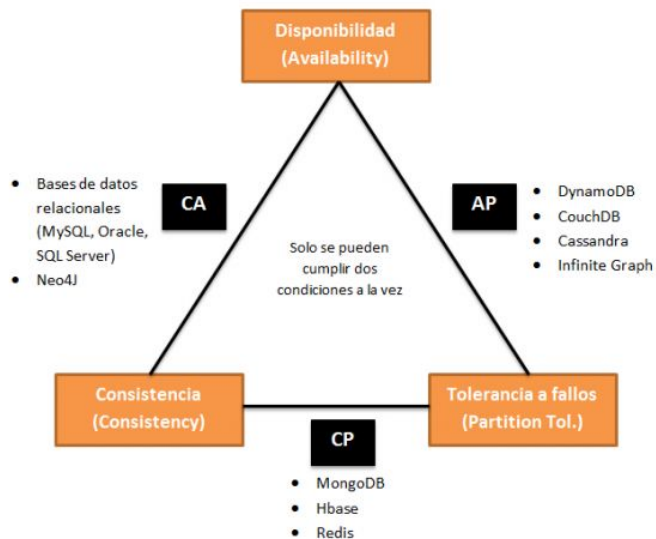 Disponibilidad
(Availability)
• Bases de datos
relacionales
(MySQL, Oracle,
SQL Server)
• Neo4J
CA
AP
• DynamoDB
• CouchDB
• Cassandra
• Infinite Graph
Solo se pueden
cumplir dos
condiciones a la vez
Consistencia
(Consistency)
Tolerancia a fallos
(Partition Tol.)
CP
• MongoDB
• Hbase
• Redis